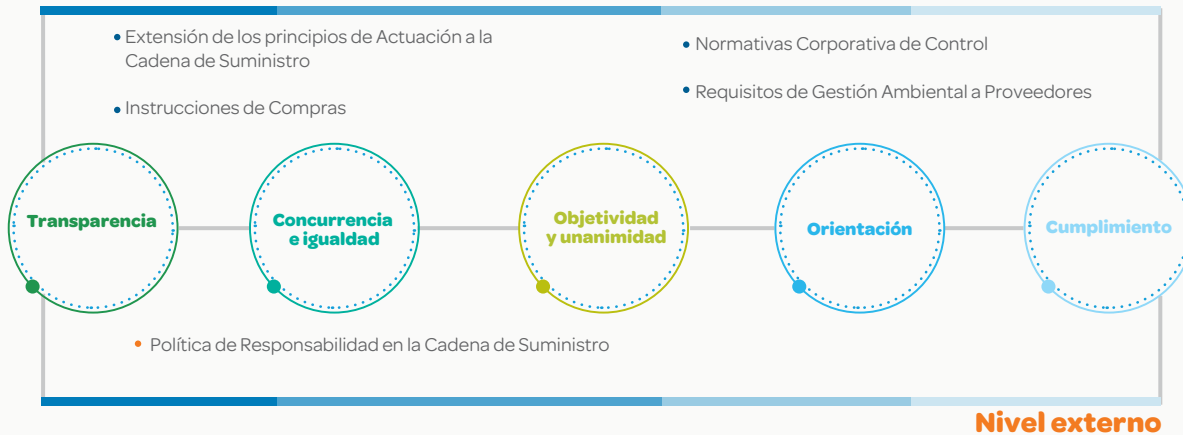 • Extensión de los principios de Actuación a la
Cadena de Suministro
• Instrucciones de Compras
• Normativas Corporativa de Control
• Requisitos de Gestión Ambiental a Proveedores
Transparencia
Concurrencia
e igualdad
Objetividad
y unanimidad
Orientación
Cumplimiento
• Política de Responsabilidad en la Cadena de Suministro
Nivel externo